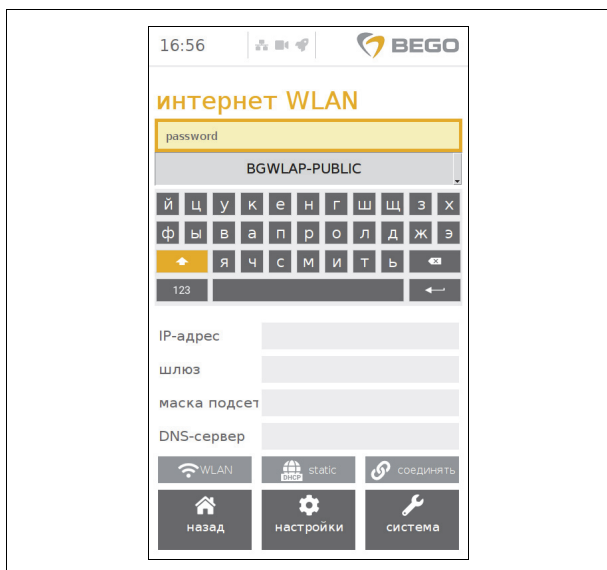 16:56 BEGO
интернет WLAN
password
BGWLAP-PUBLIC
й ц у к е н г ш щ з х
ф ы в а п р о л д ж э
я ч с м и т ь
123
IP-адрес
шлюз
маска подсет
DNS-сервер
WLAN DHCP static соединять
назад настройки система